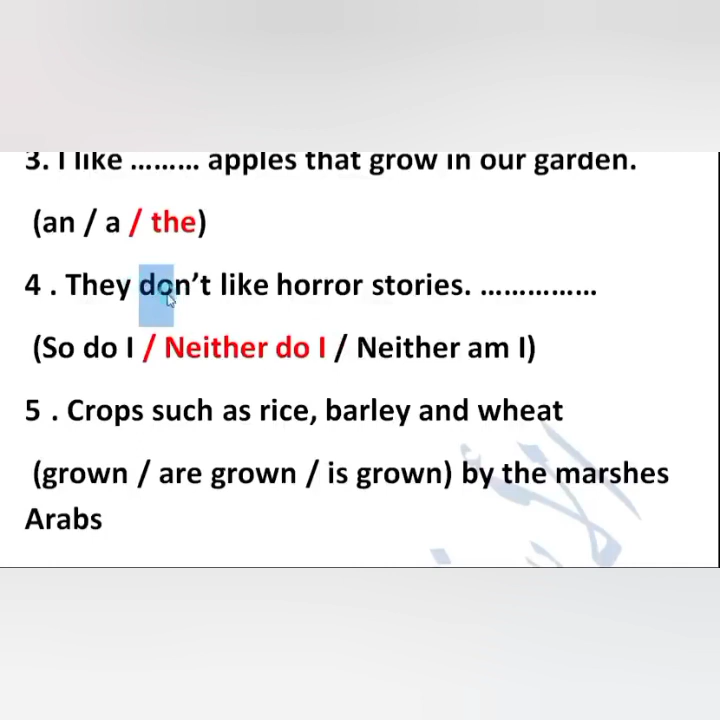 3. I like ......... apples that grow in our garden.
(an / a / the)
4 . They don’t like horror stories. ……………
(So do I / Neither do I / Neither am I)
5 . Crops such as rice, barley and wheat
(grown / are grown / is grown) by the marshes
Arabs